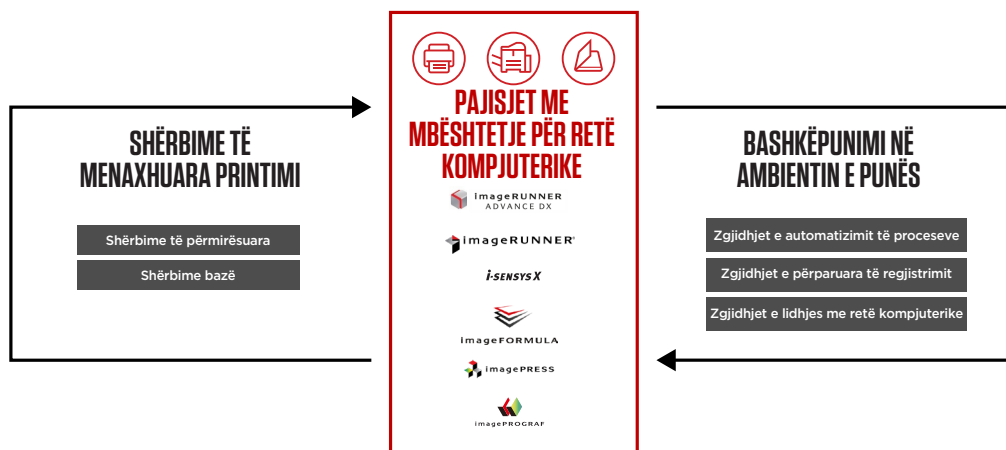 SHËRBIME TË
MENAXHUARA PRINTIMI
Shërbime të përmirësuara
Shërbime bazë
PAJISJET ME
MBËSHTETJE PËR RETË
KOMPJUTERIKE
imageRUNNER
ADVANCE DX
imageRUNNER
i-SENSYS X
imageFORMULA
imagePRESS
imagePROGRAF
BASHKËPUNIMI NË
AMBIENTIN E PUNËS
Zgjidhjet e automatizimit të proceseve
Zgjidhjet e përparuara të regjistrimit
Zgjidhjet e lidhjes me retë kompjuterike